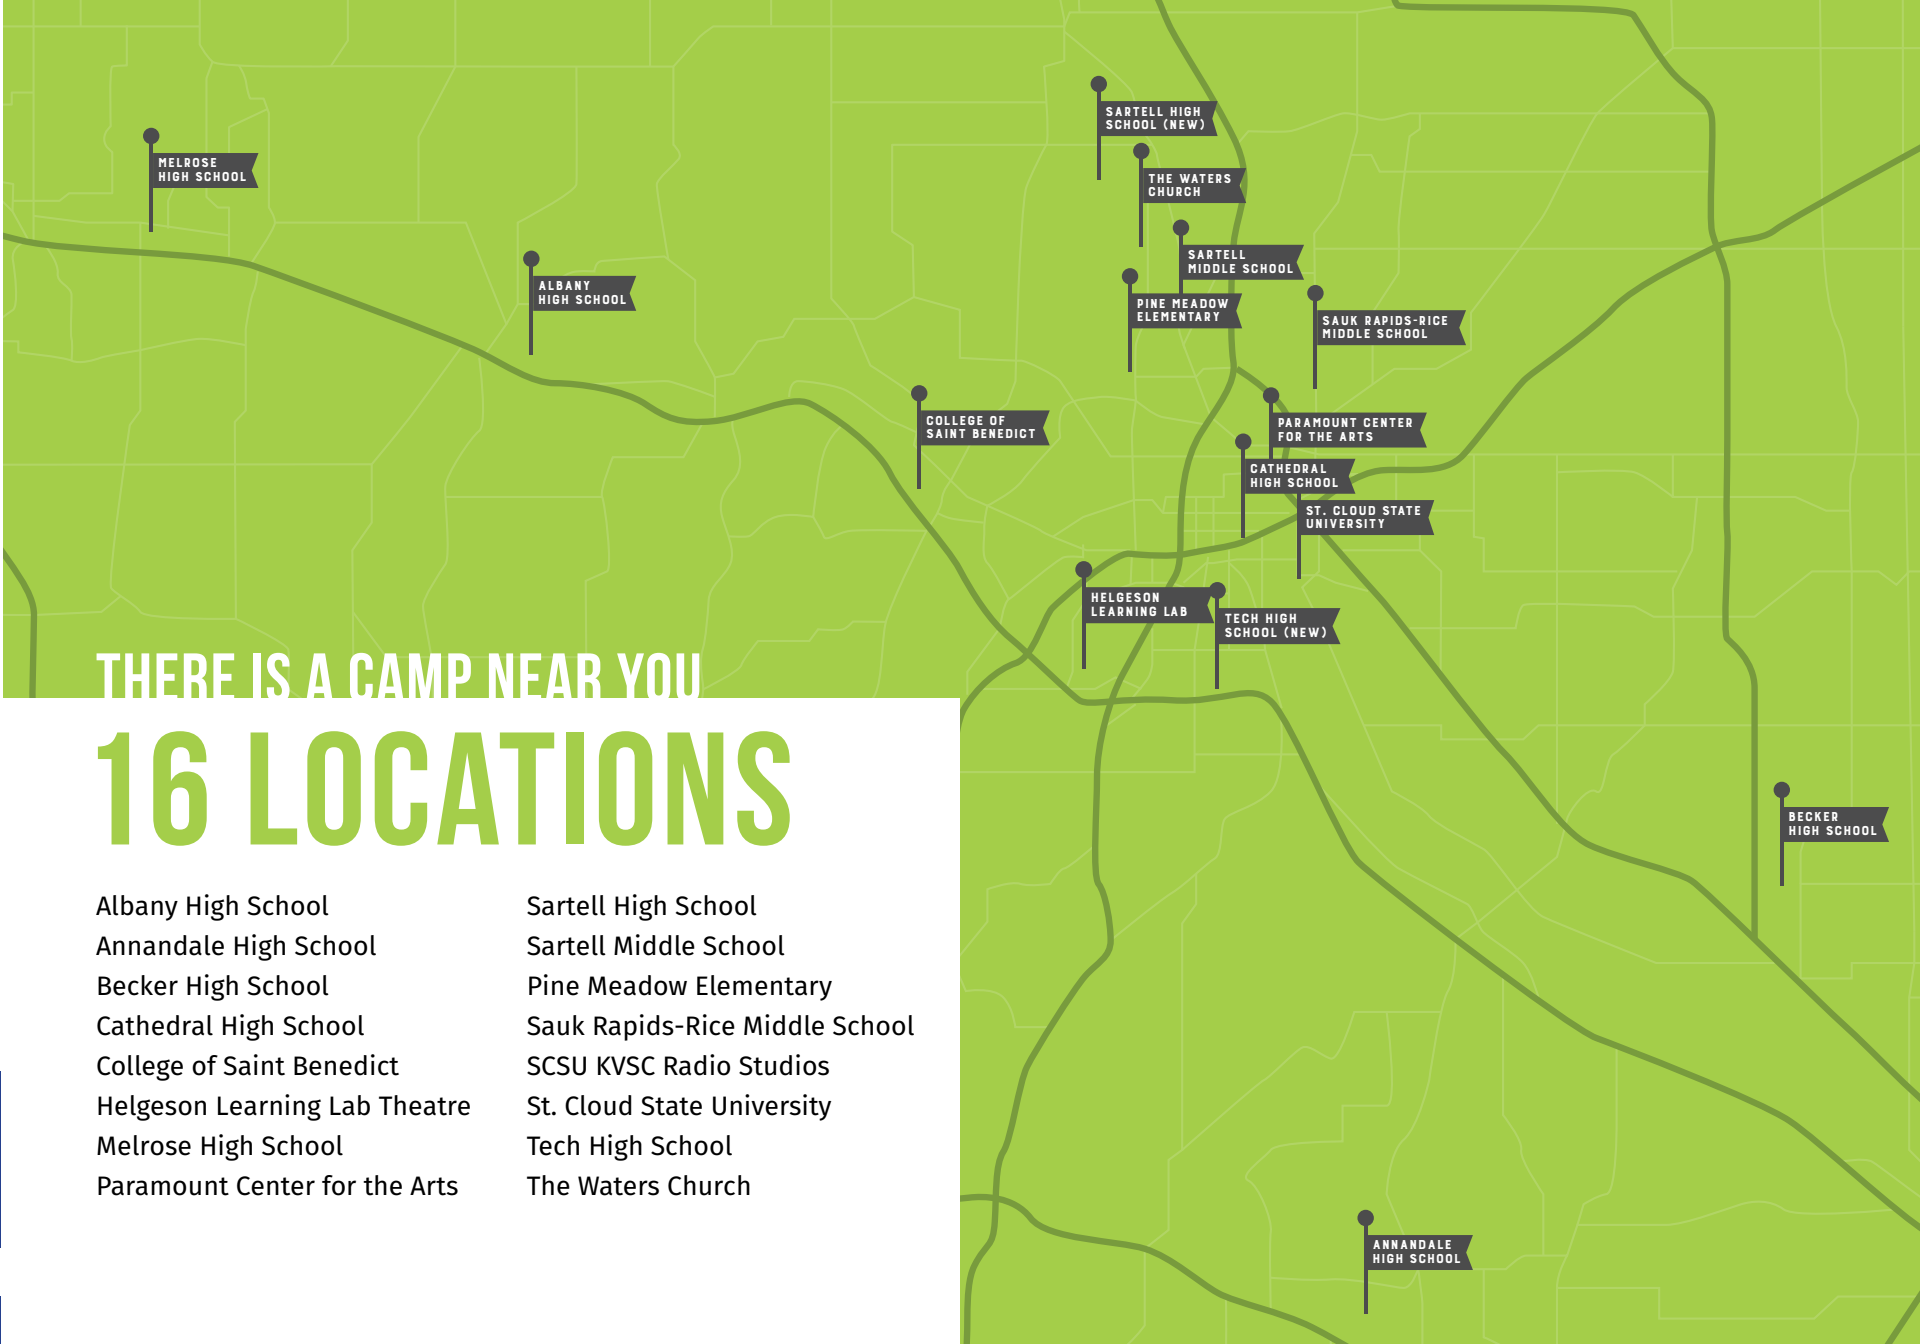 MELROSE
HIGH SCHOOL
ALBANY
HIGH SCHOOL
SARTELL HIGH
SCHOOL (NEW)
THE WATERS
CHURCH
SARTELL
MIDDLE SCHOOL
PINE MEADOW
ELEMENTARY
SAUK RAPIDS-RICE
MIDDLE SCHOOL
COLLEGE OF
SAINT BENEDICT
PARAMOUNT CENTER
FOR THE ARTS
CATHEDRAL
HIGH SCHOOL
ST. CLOUD STATE
UNIVERSITY
HELGESON
LEARNING LAB
TECH HIGH
SCHOOL (NEW)
BECKER
HIGH SCHOOL
ANNANDALE
HIGH SCHOOL
THERE IS A CAMP NEAR YOU
16 LOCATIONS
Albany High School
Annandale High School
Becker High School
Cathedral High School
College of Saint Benedict
Helgeson Learning Lab Theatre
Melrose High School
Paramount Center for the Arts
Sartell High School
Sartell Middle School
Pine Meadow Elementary
Sauk Rapids-Rice Middle School
SCSU KVSC Radio Studios
St. Cloud State University
Tech High School
The Waters Church